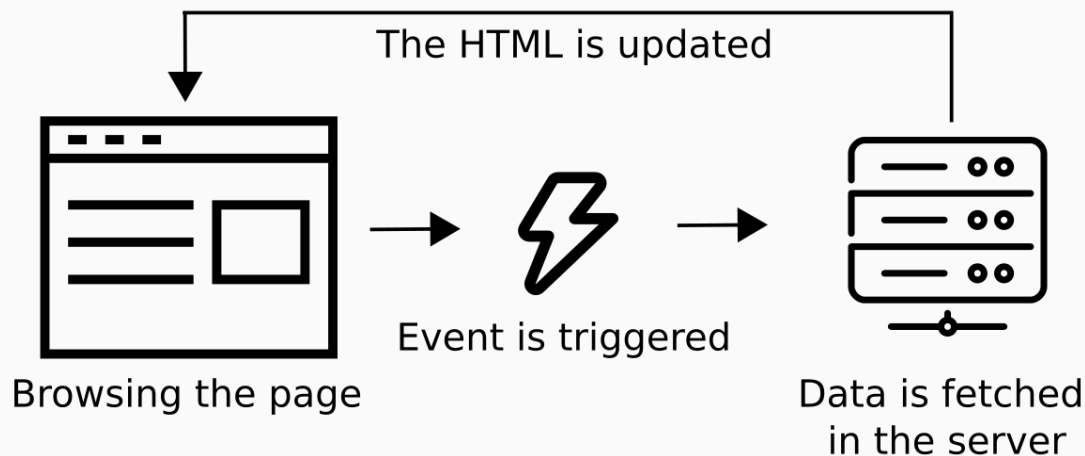 The HTML is updated
Event is triggered
Browsing the page
Data is fetched
in the server